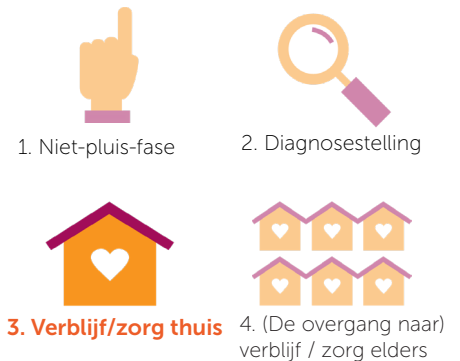 1. Niet-pluis-fase
2. Diagnosestelling
3. Verblijf/zorg thuis
4. (De overgang naar)
verblijf / zorg elders